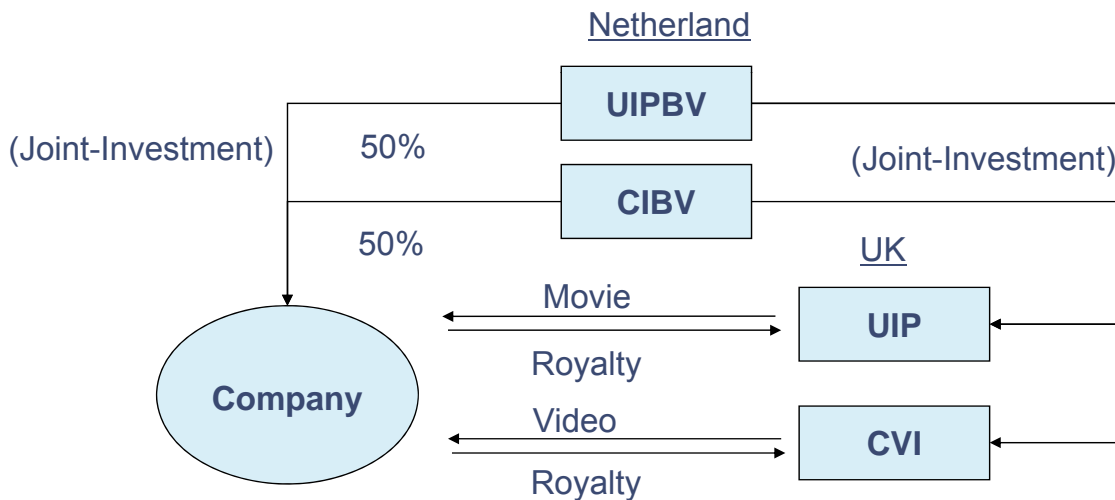 Netherland
UIPBV
(Joint-Investment)
50%
(Joint-Investment)
CIBV
50%
UK
Movie
UIP
Royalty
Company
Video
CVI
Royalty